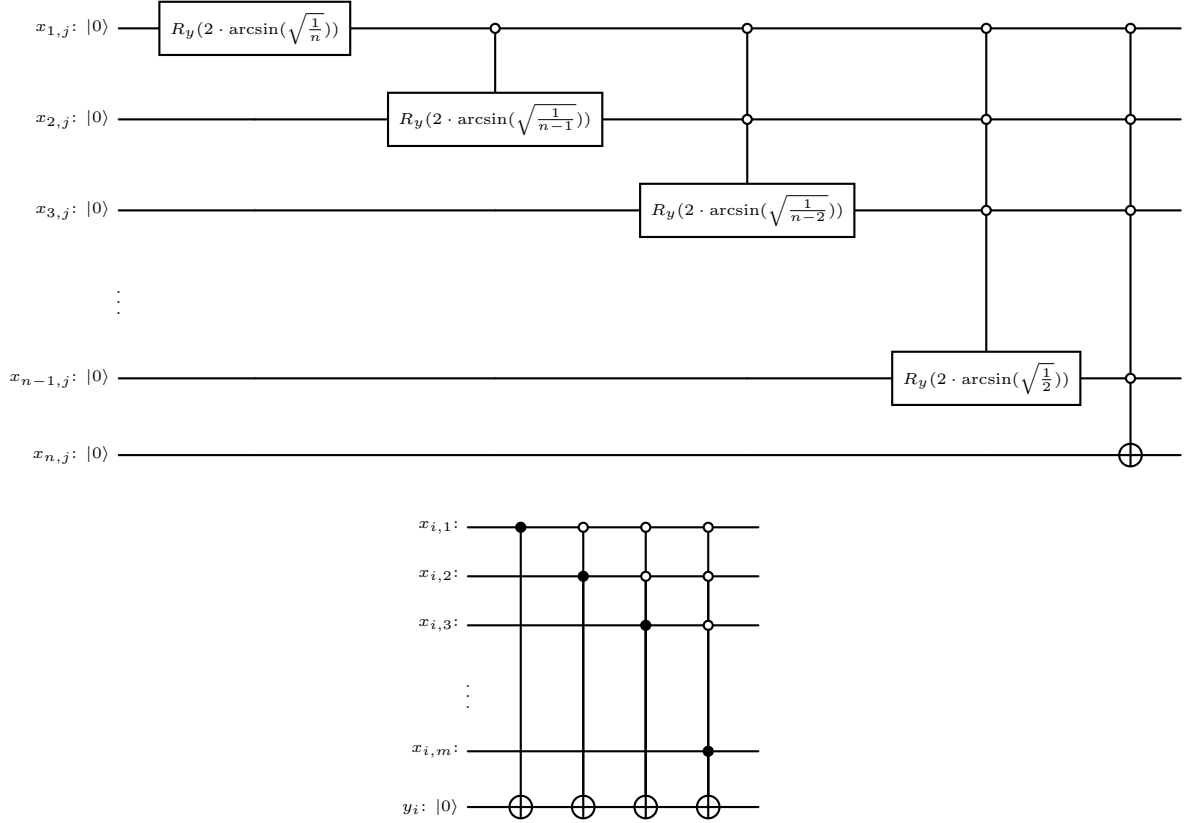 x_{1,j}: |0⟩ R_y(2 · arcsin(√(1/n)))
x_{2,j}: |0⟩ R_y(2 · arcsin(√(1/(n−1))))
x_{3,j}: |0⟩ R_y(2 · arcsin(√(1/(n−2))))
⋮
x_{n−1,j}: |0⟩ R_y(2 · arcsin(√(1/2)))
x_{n,j}: |0⟩
x_{i,1}:
x_{i,2}:
x_{i,3}:
⋮
x_{i,m}:
y_i: |0⟩